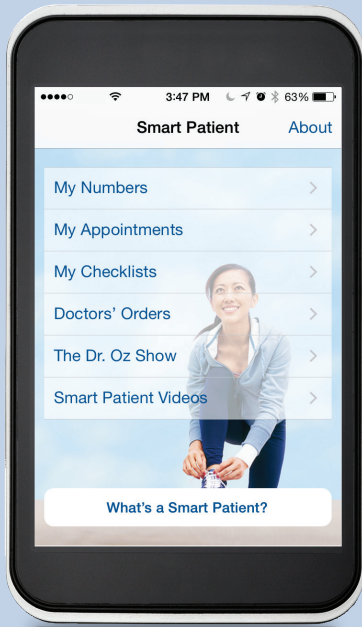 3:47 PM 63%
Smart Patient About
My Numbers
My Appointments
My Checklists
Doctors' Orders
The Dr. Oz Show
Smart Patient Videos
What's a Smart Patient?